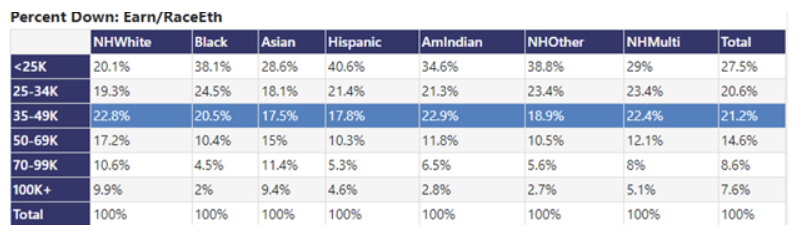 Percent Down: Earn/RaceEth
NHWhite Black Asian Hispanic AmIndian NHOther NHMulti Total
<25K 20.1% 38.1% 28.6% 40.6% 34.6% 38.8% 29% 27.5%
25-34K 19.3% 24.5% 18.1% 21.4% 21.3% 23.4% 23.4% 20.6%
35-49K 22.8% 20.5% 17.5% 17.8% 22.9% 18.9% 22.4% 21.2%
50-69K 17.2% 10.4% 15% 10.3% 11.8% 10.5% 12.1% 14.6%
70-99K 10.6% 4.5% 11.4% 5.3% 6.5% 5.6% 8% 8.6%
100K+ 9.9% 2% 9.4% 4.6% 2.8% 2.7% 5.1% 7.6%
Total 100% 100% 100% 100% 100% 100% 100% 100%